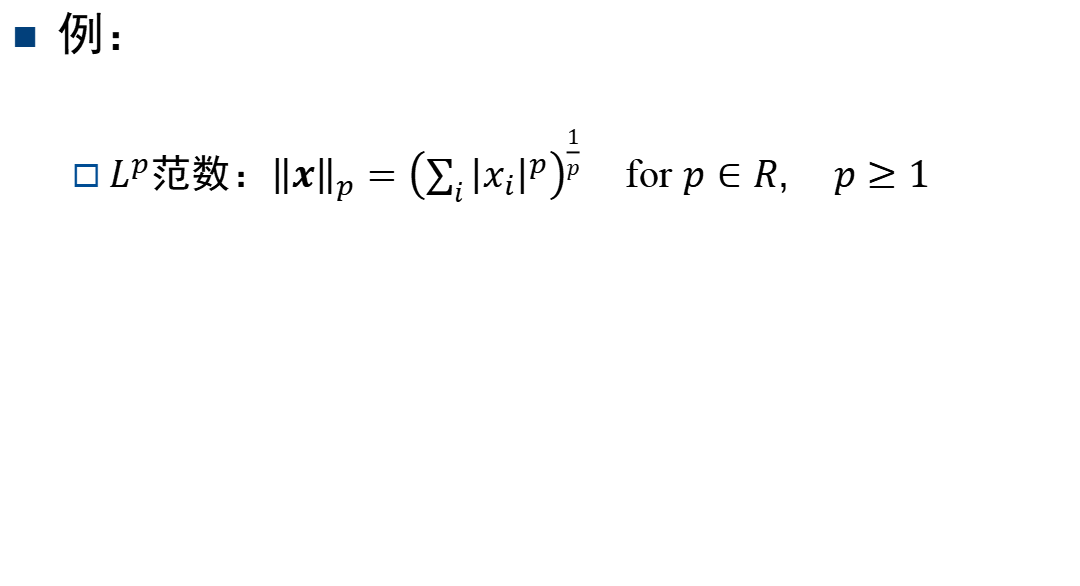 例：
L^p范数：‖x‖_p = (∑_i |x_i|^p)^{1/p} for p ∈ R, p ≥ 1